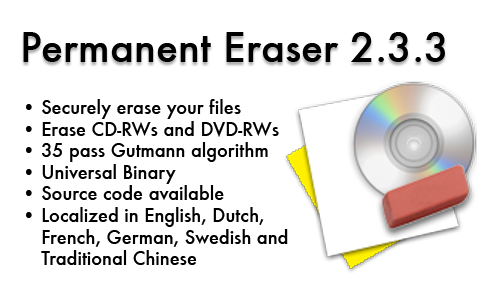 Permanent Eraser 2.3.3
• Securely erase your files
• Erase CD-RWs and DVD-RWs
• 35 pass Gutmann algorithm
• Universal Binary
• Source code available
• Localized in English, Dutch,
French, German, Swedish and
Traditional Chinese